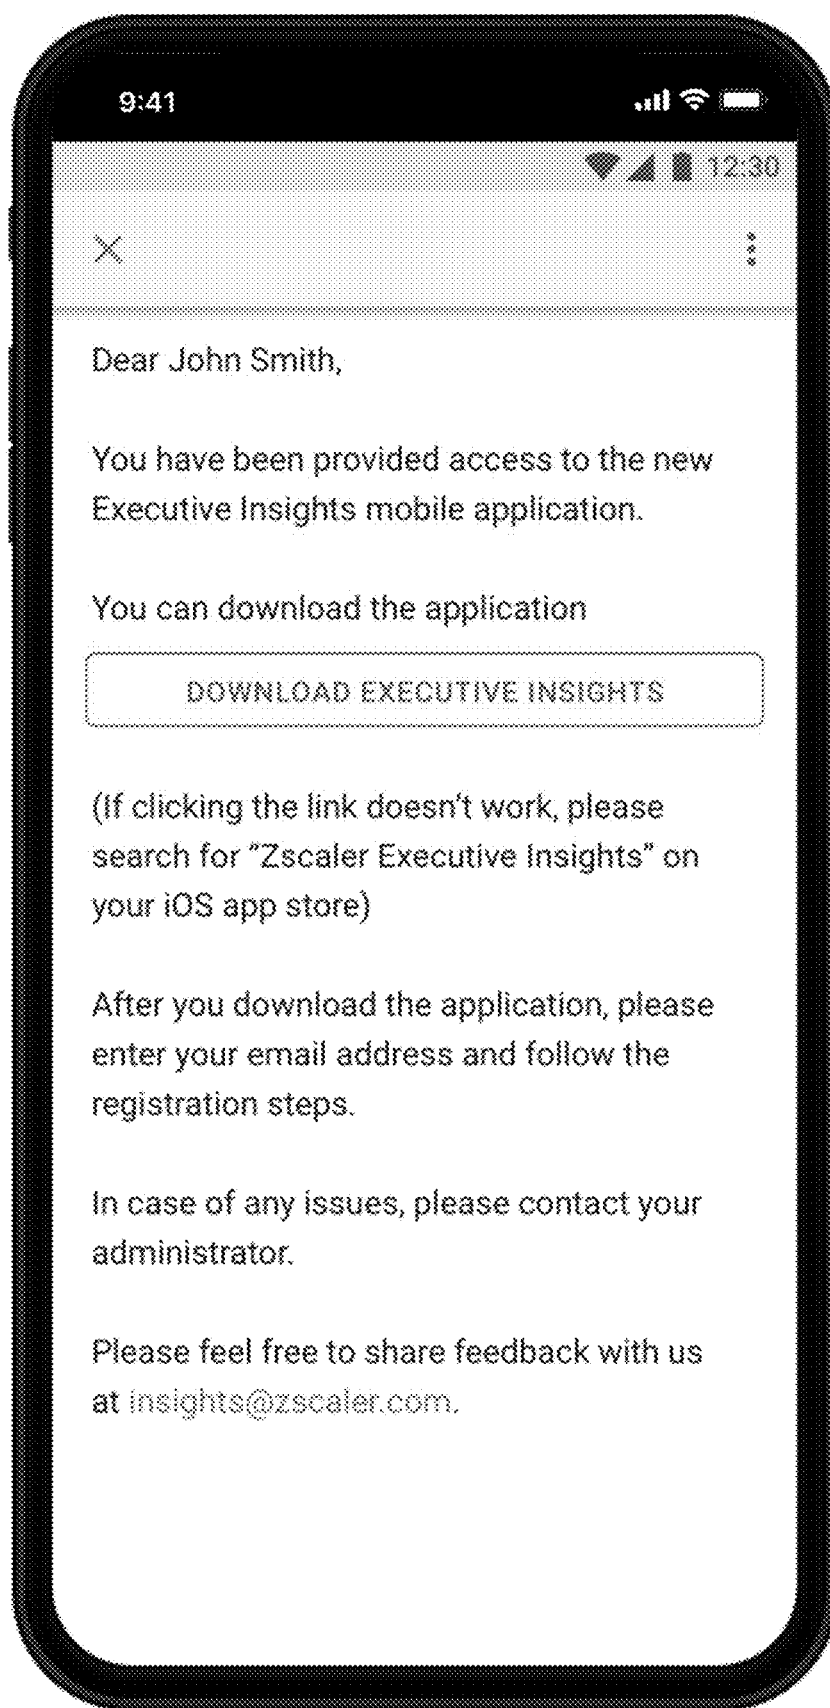 9:41
12:30
Dear John Smith,
You have been provided access to the new
Executive Insights mobile application.
You can download the application
DOWNLOAD EXECUTIVE INSIGHTS
(If clicking the link doesn't work, please
search for “Zscaler Executive Insights” on
your iOS app store)
After you download the application, please
enter your email address and follow the
registration steps.
In case of any issues, please contact your
administrator.
Please feel free to share feedback with us
at insights@zscaler.com.